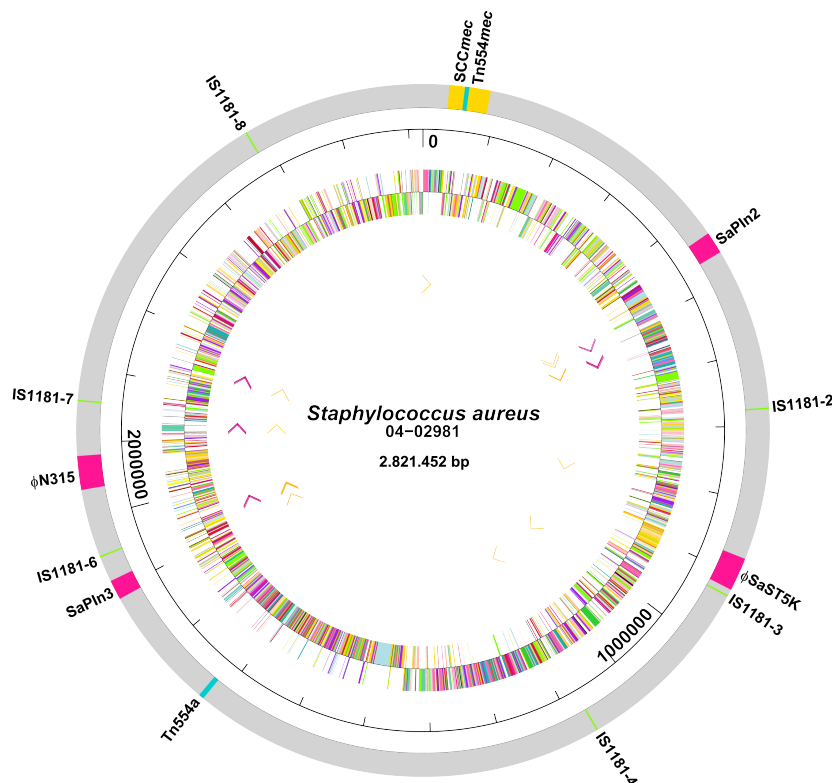 SCCmec
Tn554mec
IS1181-8
0
SaPIn2
IS1181-7
IS1181-2
Staphylococcus aureus
04−02981
2.821.452 bp
2000000
ϕN315
IS1181-6
SaPIn3
ϕSaST5K
IS1181-3
1000000
Tn554a
IS1181-4